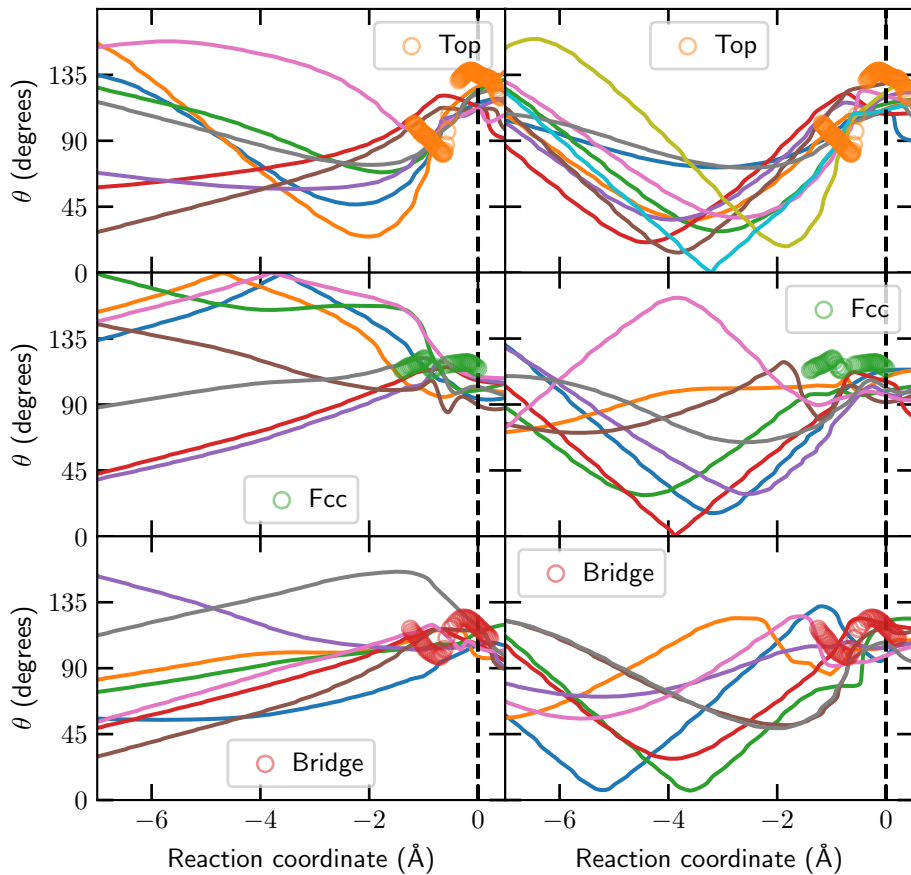 Top
Top
135
90
45
0
θ (degrees)
Fcc
Fcc
135
90
45
0
θ (degrees)
Bridge
Bridge
135
90
45
0
θ (degrees)
−6 −4 −2 0 −6 −4 −2 0
Reaction coordinate (Å) Reaction coordinate (Å)